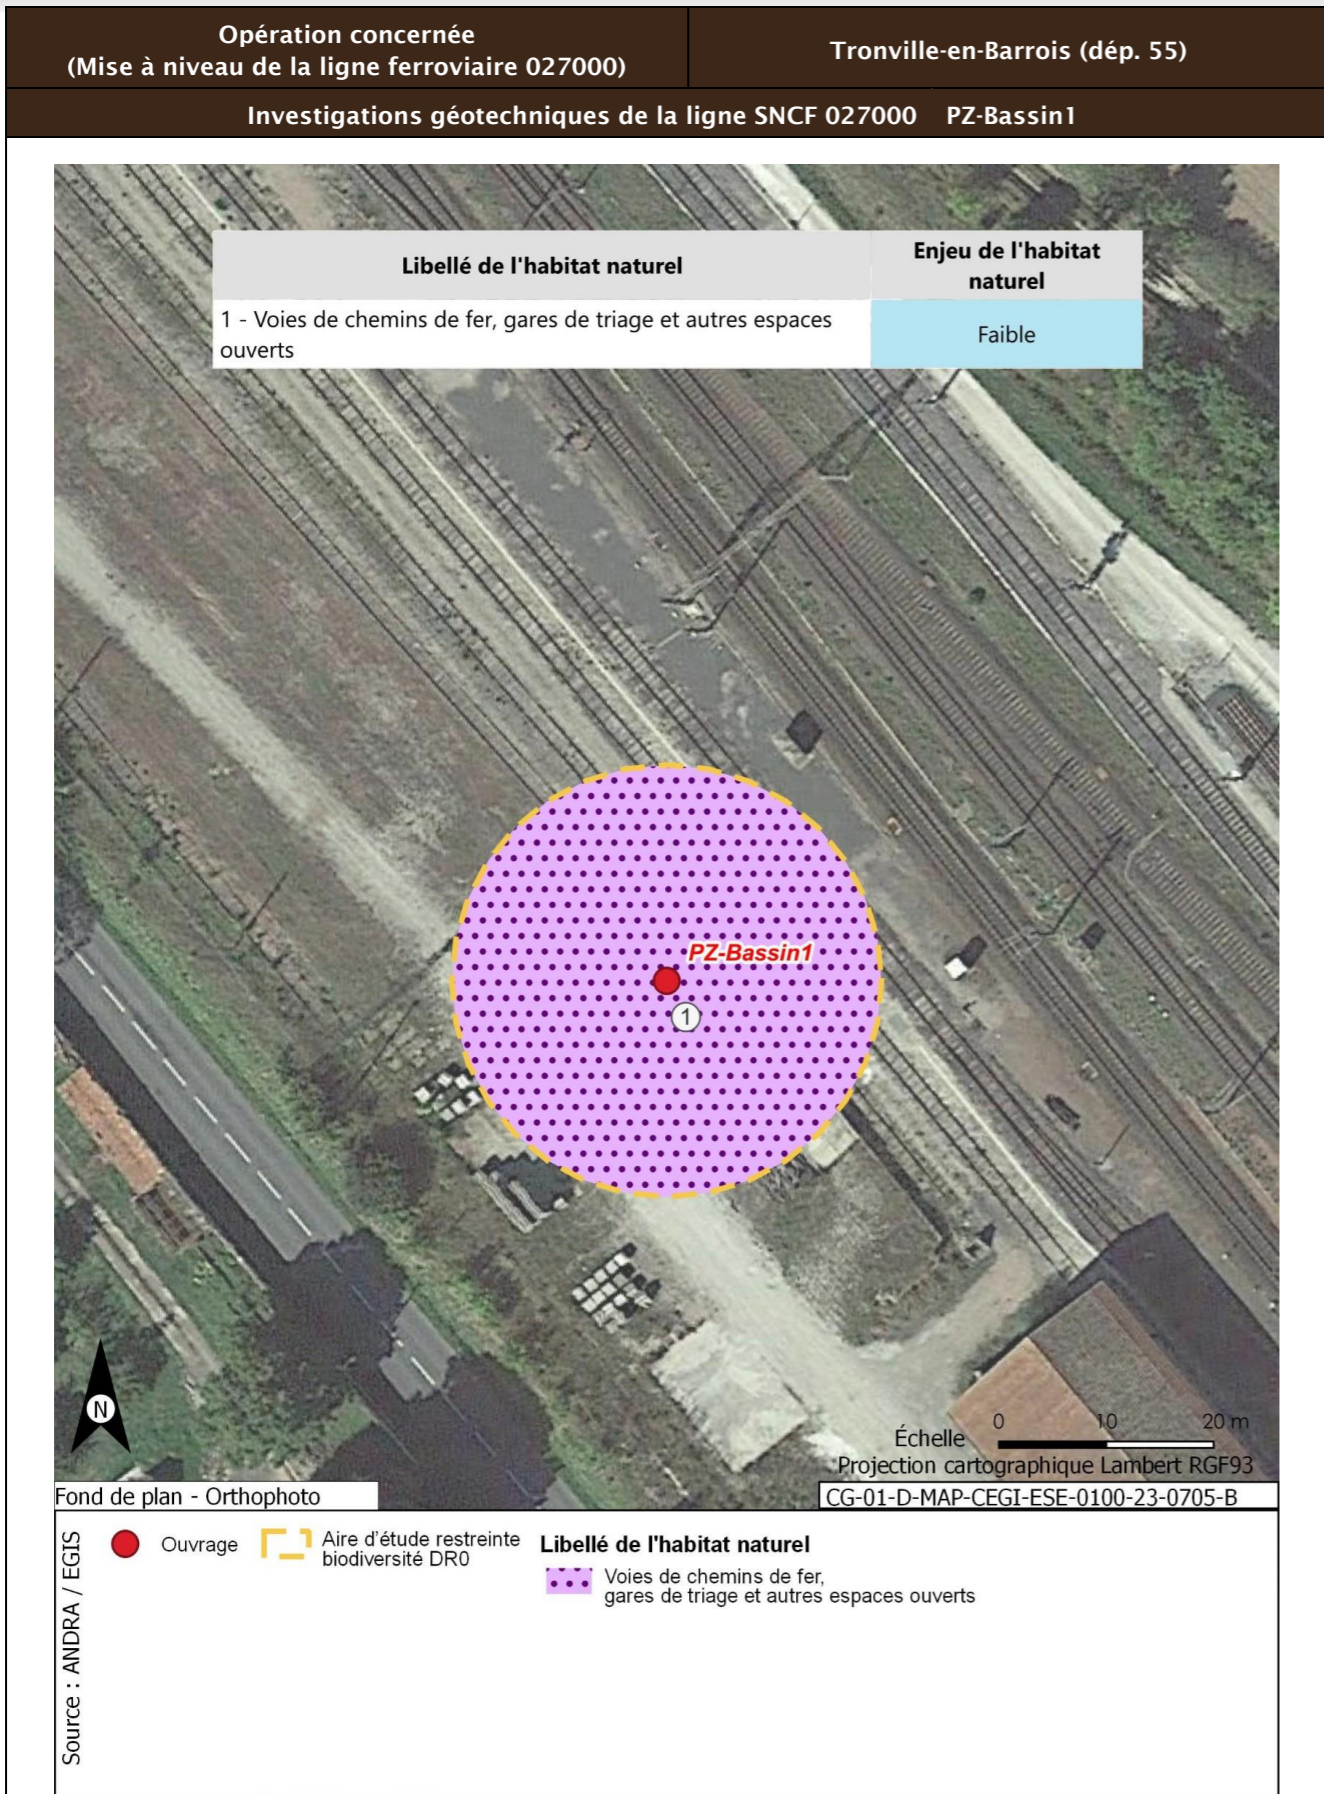 Opération concernée
(Mise à niveau de la ligne ferroviaire 027000)
Tronville-en-Barrois (dép. 55)
Investigations géotechniques de la ligne SNCF 027000 PZ-Bassin1
Libellé de l'habitat naturel
Enjeu de l'habitat
naturel
1 - Voies de chemins de fer, gares de triage et autres espaces
ouverts
Faible
PZ-Bassin1
1
N
0 10 20 m
Échelle
Projection cartographique Lambert RGF93
Fond de plan - Orthophoto
CG-01-D-MAP-CEGI-ESE-0100-23-0705-B
Source : ANDRA / EGIS
Ouvrage
Aire d'étude restreinte
biodiversité DR0
Libellé de l'habitat naturel
Voies de chemins de fer,
gares de triage et autres espaces ouverts